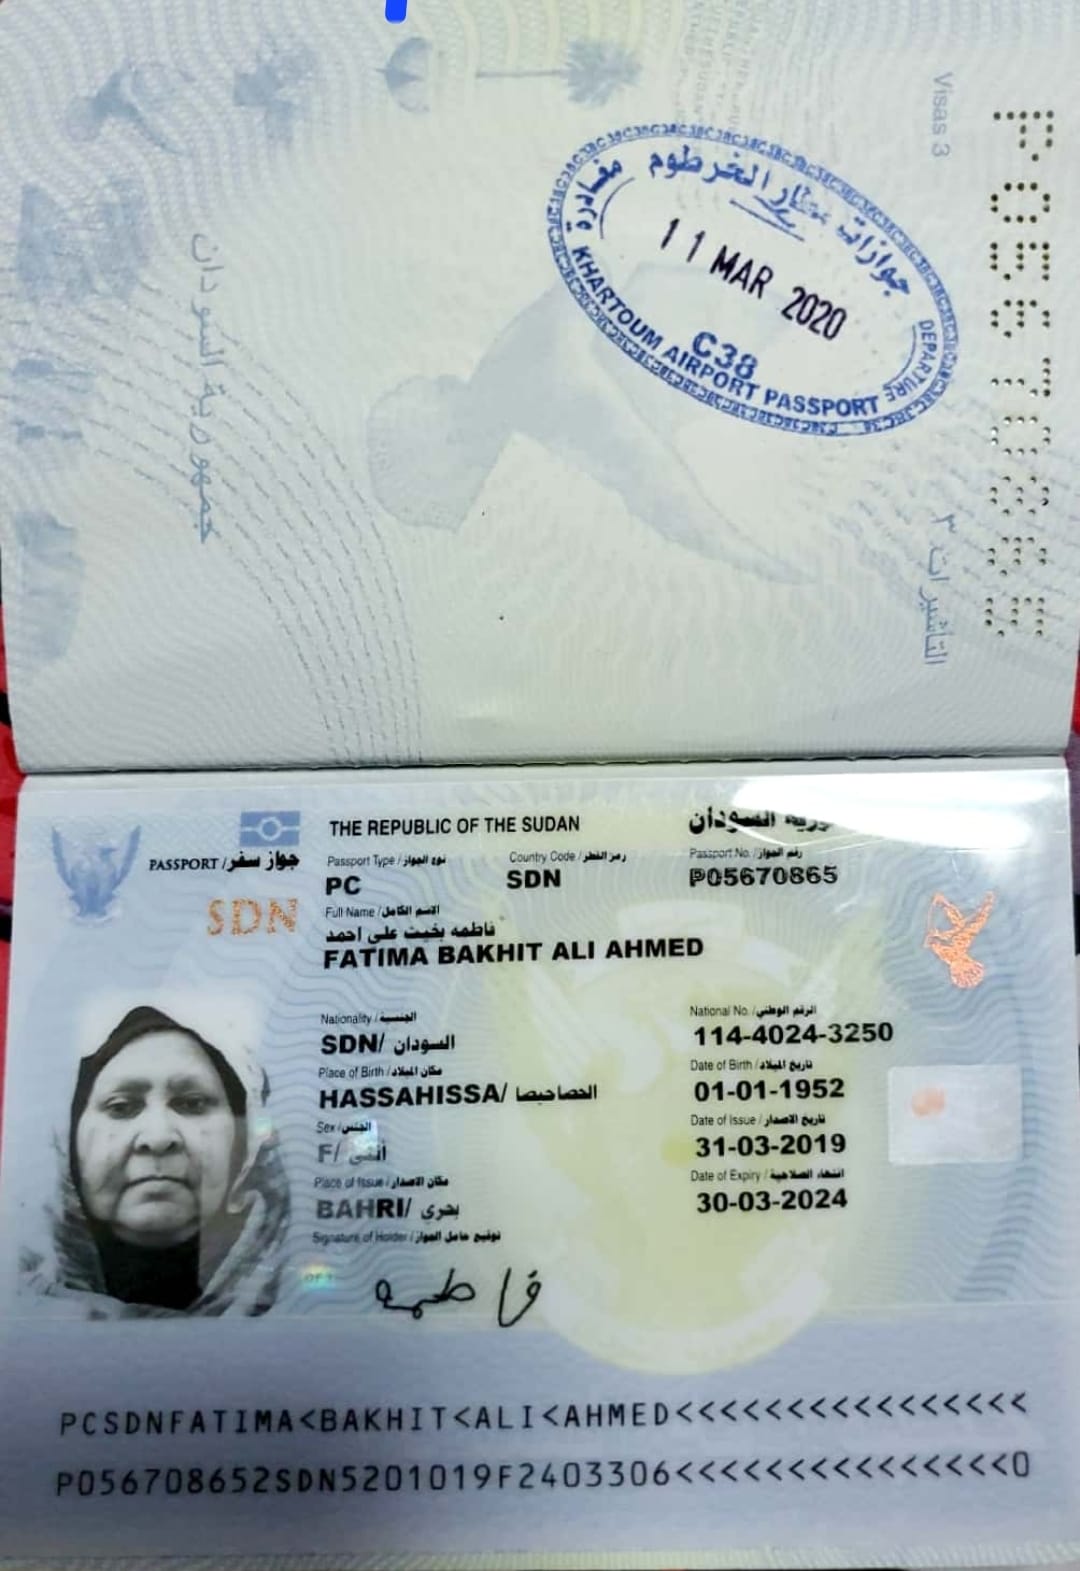 Visas 3
التأشيرات ٣
جمهورية السودان
P05670865
جوازات مطار الخرطوم
مغادرة
11 MAR 2020
C38
KHARTOUM AIRPORT PASSPORT
DEPARTURE
THE REPUBLIC OF THE SUDAN
السودان
PASSPORT/جواز سفر
SDN
Passport Type/نوع الجواز
Country Code/رمز القطر
Passport No./رقم الجواز
PC
SDN
P05670865
Full Name/الاسم الكامل
فاطمه بخيت على احمد
FATIMA BAKHIT ALI AHMED
Nationality/الجنسية
National No./الرقم الوطني
SDN/ السودان
114-4024-3250
Place of Birth/مكان الميلاد
Date of Birth/تاريخ الميلاد
HASSAHISSA/ الحصاحيصا
01-01-1952
Sex/الجنس
Date of Issue/تاريخ الاصدار
F/ أنثى
31-03-2019
Place of Issue/مكان الاصدار
Date of Expiry/انتهاء الصلاحية
BAHRI/ بحري
30-03-2024
Signature of Holder/توقيع حامل الجواز
فاطمه
PCSDNFATIMA<BAKHIT<ALI<AHMED<<<<<<<<<<<<<<<<
P056708652SDN5201019F2403306<<<<<<<<<<<<<<<0